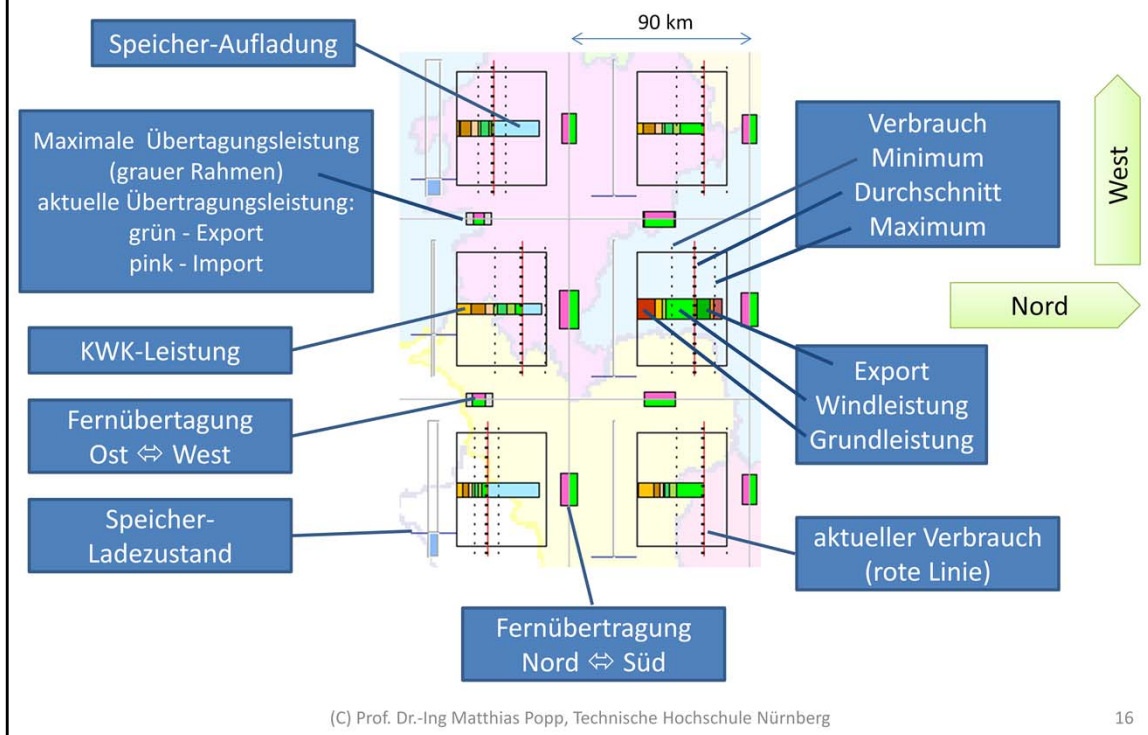 90 km
Speicher-Aufladung
Maximale Übertagungsleistung
(grauer Rahmen)
aktuelle Übertragungsleistung:
grün - Export
pink - Import
KWK-Leistung
Fernübertagung
Ost ⇔ West
Speicher-
Ladezustand
Fernübertragung
Nord ⇔ Süd
Verbrauch
Minimum
Durchschnitt
Maximum
West
Nord
Export
Windleistung
Grundleistung
aktueller Verbrauch
(rote Linie)
(C) Prof. Dr.-Ing Matthias Popp, Technische Hochschule Nürnberg
16